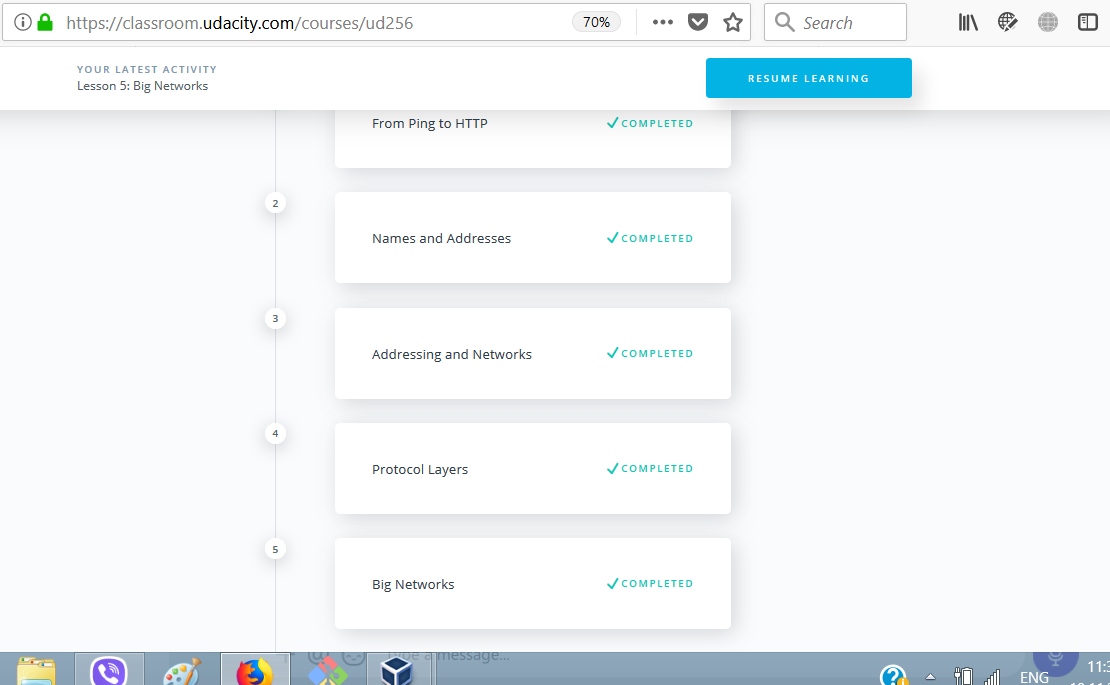 https://classroom.udacity.com/courses/ud256
70%
Search
YOUR LATEST ACTIVITY
Lesson 5: Big Networks
RESUME LEARNING
From Ping to HTTP
COMPLETED
2
Names and Addresses
COMPLETED
3
Addressing and Networks
COMPLETED
4
Protocol Layers
COMPLETED
5
Big Networks
COMPLETED
Type a message...
ENG